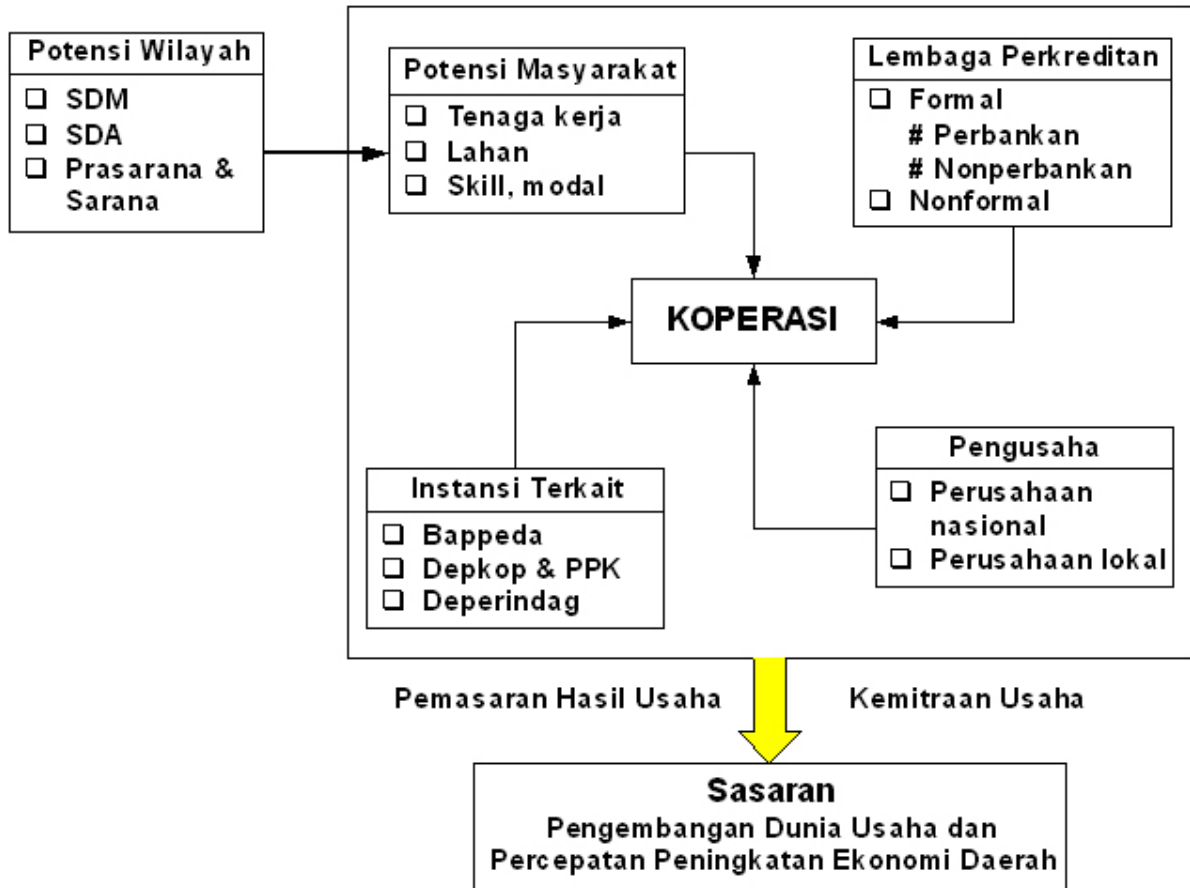 Potensi Wilayah
❑ SDM
❑ SDA
❑ Prasarana &
Sarana
Potensi Masyarakat
❑ Tenaga kerja
❑ Lahan
❑ Skill, modal
Lembaga Perkreditan
❑ Formal
# Perbankan
# Nonperbankan
❑ Nonformal
KOPERASI
Instansi Terkait
❑ Bappeda
❑ Depkop & PPK
❑ Deperindag
Pengusaha
❑ Perusahaan
nasional
❑ Perusahaan lokal
Pemasaran Hasil Usaha
Kemitraan Usaha
Sasaran
Pengembangan Dunia Usaha dan
Percepatan Peningkatan Ekonomi Daerah